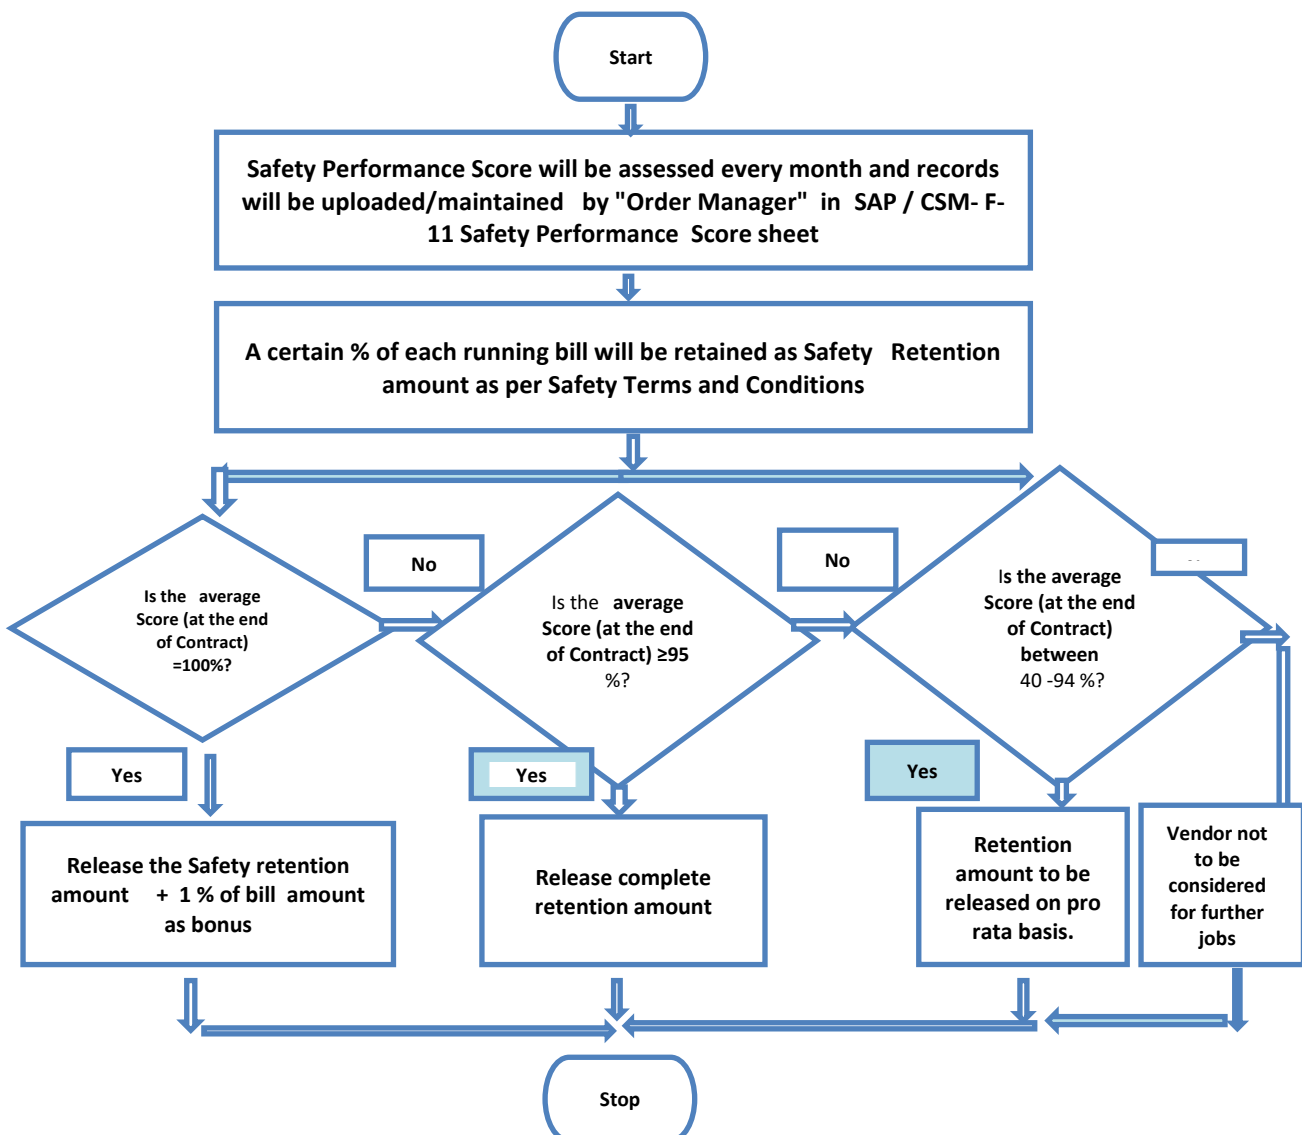 Start
Safety Performance Score will be assessed every month and records
will be uploaded/maintained by "Order Manager" in SAP / CSM- F-
11 Safety Performance Score sheet
A certain % of each running bill will be retained as Safety Retention
amount as per Safety Terms and Conditions
Is the average
Score (at the end
of Contract)
=100%?
No
Is the average
Score (at the end
of Contract) ≥95
%?
No
Is the average
Score (at the end
of Contract)
between
40 -94 %?
Yes
Yes
Yes
Release the Safety retention
amount + 1 % of bill amount
as bonus
Release complete
retention amount
Retention
amount to be
released on pro
rata basis.
Vendor not
to be
considered
for further
jobs
Stop